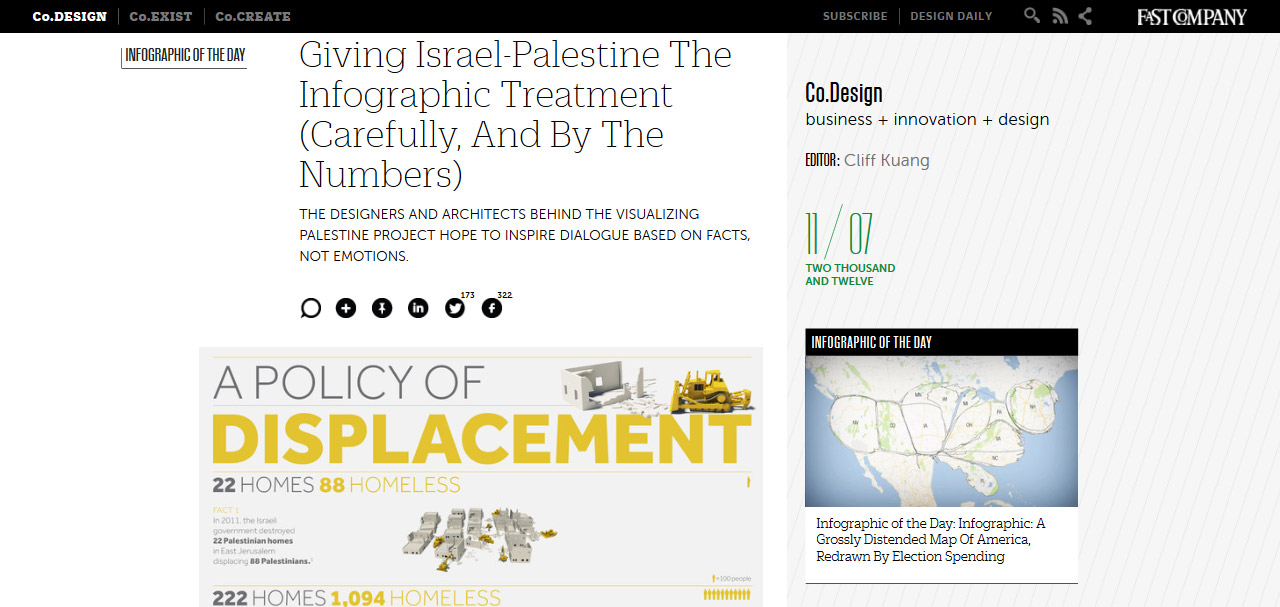 Co.DESIGN
Co.EXIST
Co.CREATE
SUBSCRIBE
DESIGN DAILY
FAST COMPANY
INFOGRAPHIC OF THE DAY
Giving Israel-Palestine The
Infographic Treatment
(Carefully, And By The
Numbers)
THE DESIGNERS AND ARCHITECTS BEHIND THE VISUALIZING
PALESTINE PROJECT HOPE TO INSPIRE DIALOGUE BASED ON FACTS,
NOT EMOTIONS.
173
322
A POLICY OF
DISPLACEMENT
22 HOMES 88 HOMELESS
FACT 1
In 2011, the Israeli
government destroyed
22 Palestinian homes
in East Jerusalem
displacing 88 Palestinians.
=100 people
222 HOMES 1,094 HOMELESS
Co.Design
business + innovation + design
EDITOR: Cliff Kuang
11/07
TWO THOUSAND
AND TWELVE
INFOGRAPHIC OF THE DAY
Infographic of the Day: Infographic: A
Grossly Distended Map Of America,
Redrawn By Election Spending